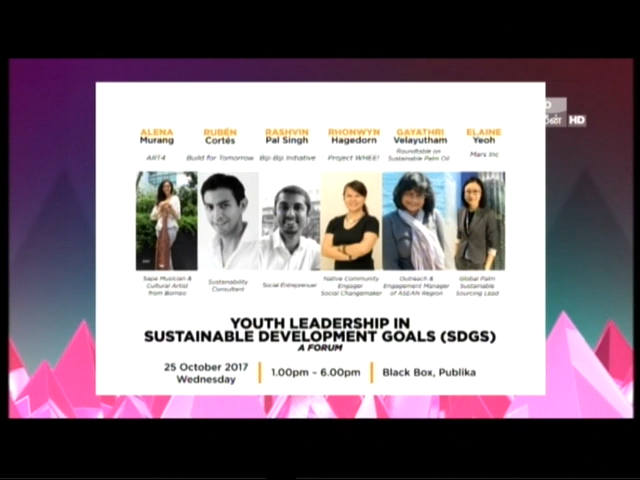 ALENA
Murang
ART4
RUBÉN
Cortés
Build for Tomorrow
RASHVIN
Pal Singh
Biji-Biji Initiative
RHONWYN
Hagedorn
Project WHEE!
GAYATHRI
Velayutham
Roundtable on
Sustainable Palm Oil
ELAINE
Yeoh
Mars Inc
HD
Sape Musician &
Cultural Artist
from Borneo
Sustainability
Consultant
Social Entreprenuer
Native Community
Engager
Social Changemaker
Outreach &
Engagement Manager
of ASEAN Region
Global Palm
Sustainable
Sourcing Lead
YOUTH LEADERSHIP IN
SUSTAINABLE DEVELOPMENT GOALS (SDGS)
A FORUM
25 October 2017
Wednesday
1.00pm – 6.00pm
Black Box, Publika